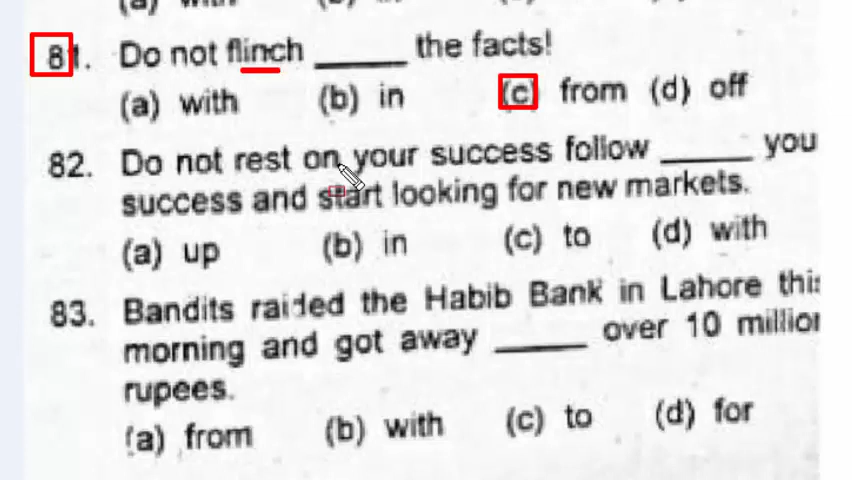 81. Do not flinch ______ the facts!
(a) with (b) in (c) from (d) off
82. Do not rest on your success follow ______ you
success and start looking for new markets.
(a) up (b) in (c) to (d) with
83. Bandits raided the Habib Bank in Lahore this
morning and got away ______ over 10 million
rupees.
(a) from (b) with (c) to (d) for